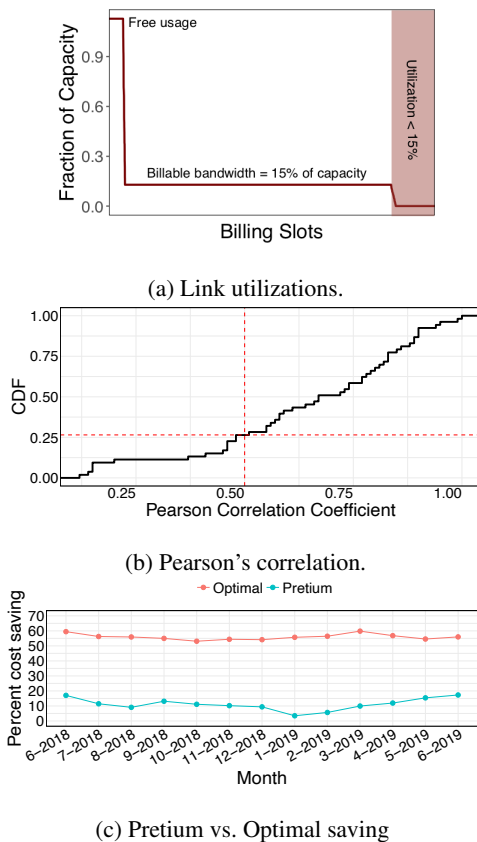 Free usage
Fraction of Capacity
0.9
0.6
0.3
0.0
Utilization < 15%
Billable bandwidth = 15% of capacity
Billing Slots
(a) Link utilizations.
CDF
1.00
0.75
0.50
0.25
0.00
0.25 0.50 0.75 1.00
Pearson Correlation Coefficient
(b) Pearson's correlation.
Optimal Pretium
Percent cost saving
70
60
50
40
30
20
10
0
6–2018 7–2018 8–2018 9–2018 10–2018 11–2018 12–2018 1–2019 2–2019 3–2019 4–2019 5–2019 6–2019
Month
(c) Pretium vs. Optimal saving